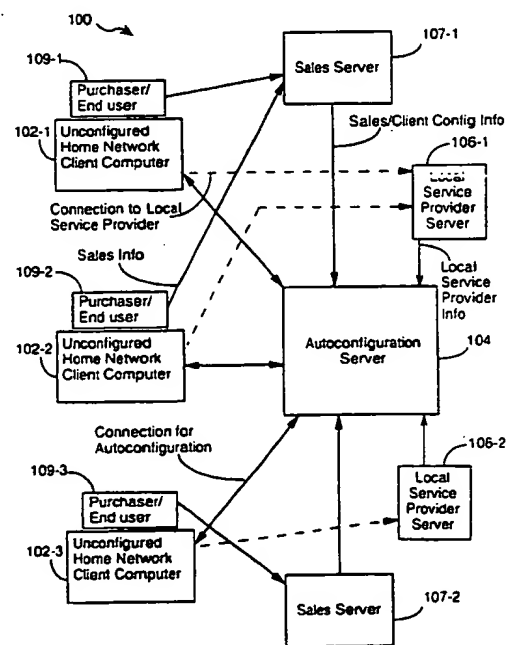 100
107-1
109-1
Sales Server
Purchaser/
End user
102-1
Unconfigured
Home Network
Client Computer
Sales/Client Config Info
106-1
Local
Service
Provider
Server
Connection to Local
Service Provider
Sales Info
109-2
Purchaser/
End user
Local
Service
Provider
Info
102-2
Unconfigured
Home Network
Client Computer
Autoconfiguration
Server
104
Connection for
Autoconfiguration
106-2
109-3
Purchaser/
End user
Local
Service
Provider
Server
102-3
Unconfigured
Home Network
Client Computer
Sales Server
107-2